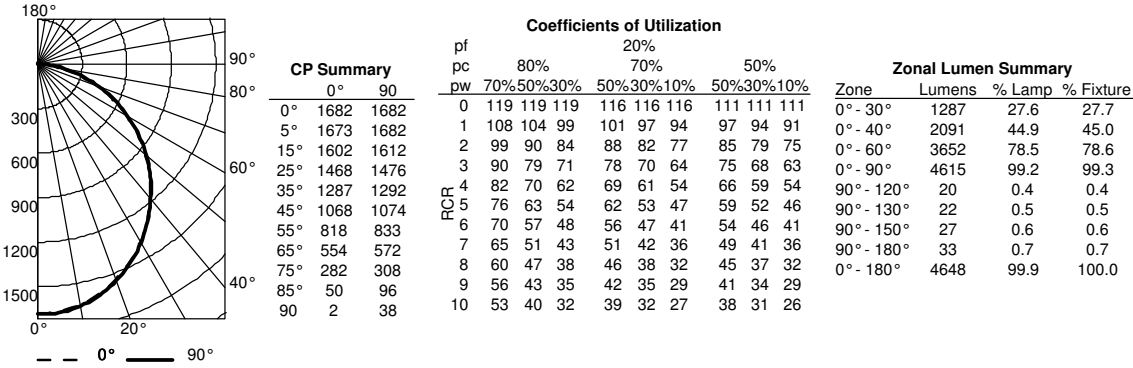 180°
90°
80°
300
600
60°
900
1200
1500
40°
0°
20°
0°
90°
CP Summary
0° 90
0° 1682 1682
5° 1673 1682
15° 1602 1612
25° 1468 1476
35° 1287 1292
45° 1068 1074
55° 818 833
65° 554 572
75° 282 308
85° 50 96
90 2 38
Coefficients of Utilization
pf 20%
pc 80% 70% 50%
pw 70%50%30% 50%30%10% 50%30%10%
RCR
0 119 119 119 116 116 116 111 111 111
1 108 104 99 101 97 94 97 94 91
2 99 90 84 88 82 77 85 79 75
3 90 79 71 78 70 64 75 68 63
4 82 70 62 69 61 54 66 59 54
5 76 63 54 62 53 47 59 52 46
6 70 57 48 56 47 41 54 46 41
7 65 51 43 51 42 36 49 41 36
8 60 47 38 46 38 32 45 37 32
9 56 43 35 42 35 29 41 34 29
10 53 40 32 39 32 27 38 31 26
Zonal Lumen Summary
Zone Lumens % Lamp % Fixture
0° - 30° 1287 27.6 27.7
0° - 40° 2091 44.9 45.0
0° - 60° 3652 78.5 78.6
0° - 90° 4615 99.2 99.3
90° - 120° 20 0.4 0.4
90° - 130° 22 0.5 0.5
90° - 150° 27 0.6 0.6
90° - 180° 33 0.7 0.7
0° - 180° 4648 99.9 100.0